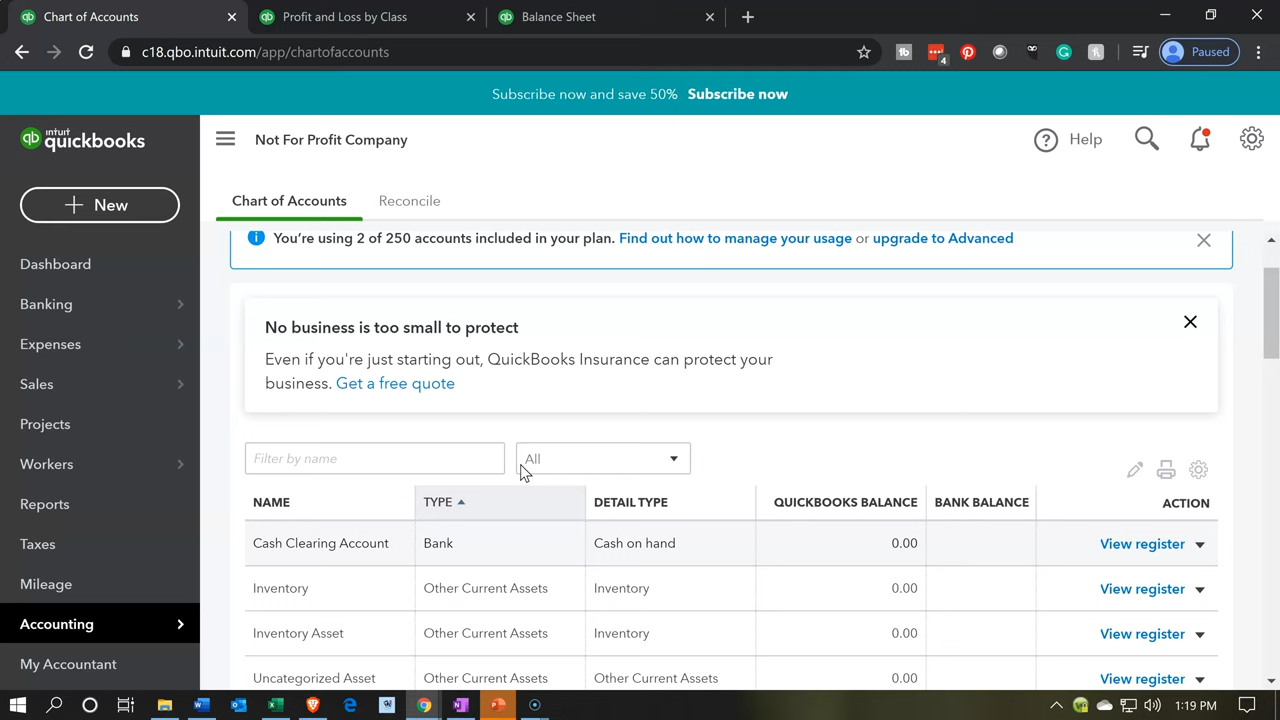 Chart of Accounts
Profit and Loss by Class
Balance Sheet
c18.qbo.intuit.com/app/chartofaccounts
4
Paused
Subscribe now and save 50% Subscribe now
intuit
quickbooks
Not For Profit Company
Help
New
Chart of Accounts
Reconcile
Dashboard
Banking
Expenses
Sales
Projects
Workers
Reports
Taxes
Mileage
Accounting
My Accountant
You're using 2 of 250 accounts included in your plan. Find out how to manage your usage or upgrade to Advanced
No business is too small to protect
Even if you're just starting out, QuickBooks Insurance can protect your
business. Get a free quote
Filter by name
All
NAME TYPE DETAIL TYPE QUICKBOOKS BALANCE BANK BALANCE ACTION
Cash Clearing Account Bank Cash on hand 0.00 View register
Inventory Other Current Assets Inventory 0.00 View register
Inventory Asset Other Current Assets Inventory 0.00 View register
Uncategorized Asset Other Current Assets Other Current Assets 0.00 View register
1:19 PM